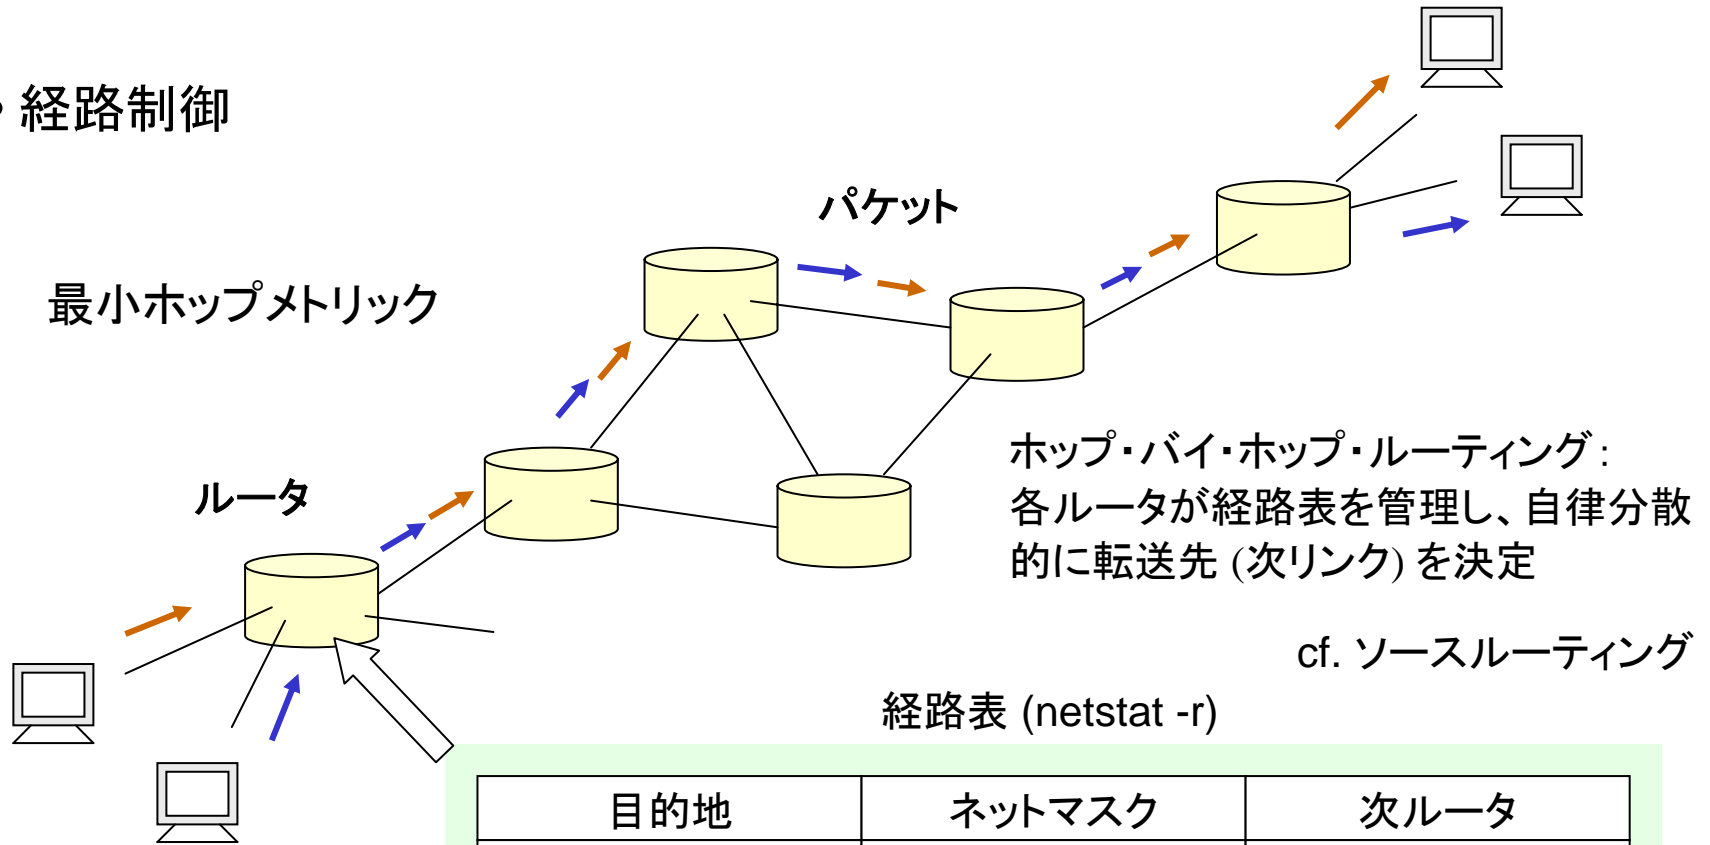 ・経路制御
パケット
最小ホップメトリック
ルータ
ホップ・バイ・ホップ・ルーティング:
各ルータが経路表を管理し、自律分散
的に転送先 (次リンク) を決定
cf. ソースルーティング
経路表 (netstat -r)
目的地 ネットマスク 次ルータ